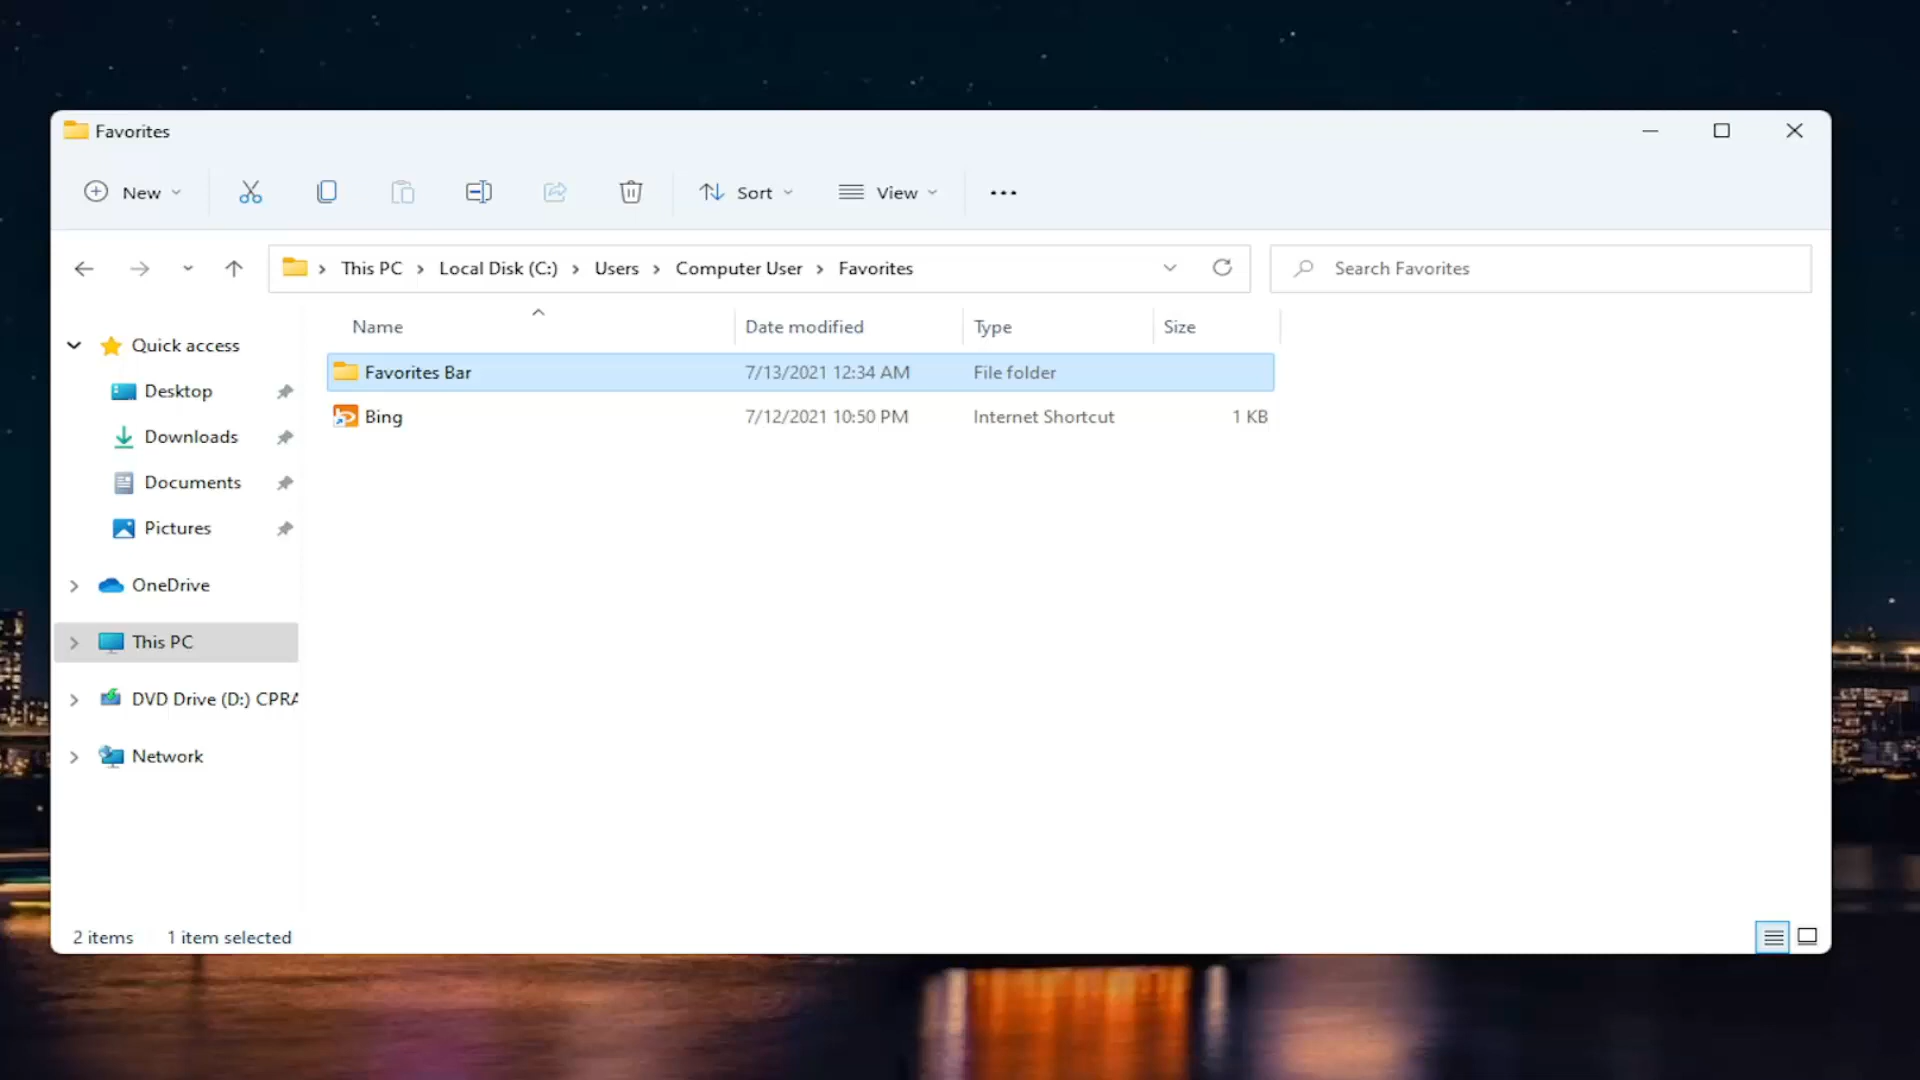 Favorites
New
Sort
View
This PC
Local Disk (C:)
Users
Computer User
Favorites
Search Favorites
Name
Date modified
Type
Size
Quick access
Desktop
Downloads
Documents
Pictures
OneDrive
This PC
DVD Drive (D:) CPRA
Network
Favorites Bar 7/13/2021 12:34 AM File folder
Bing 7/12/2021 10:50 PM Internet Shortcut 1 KB
2 items 1 item selected